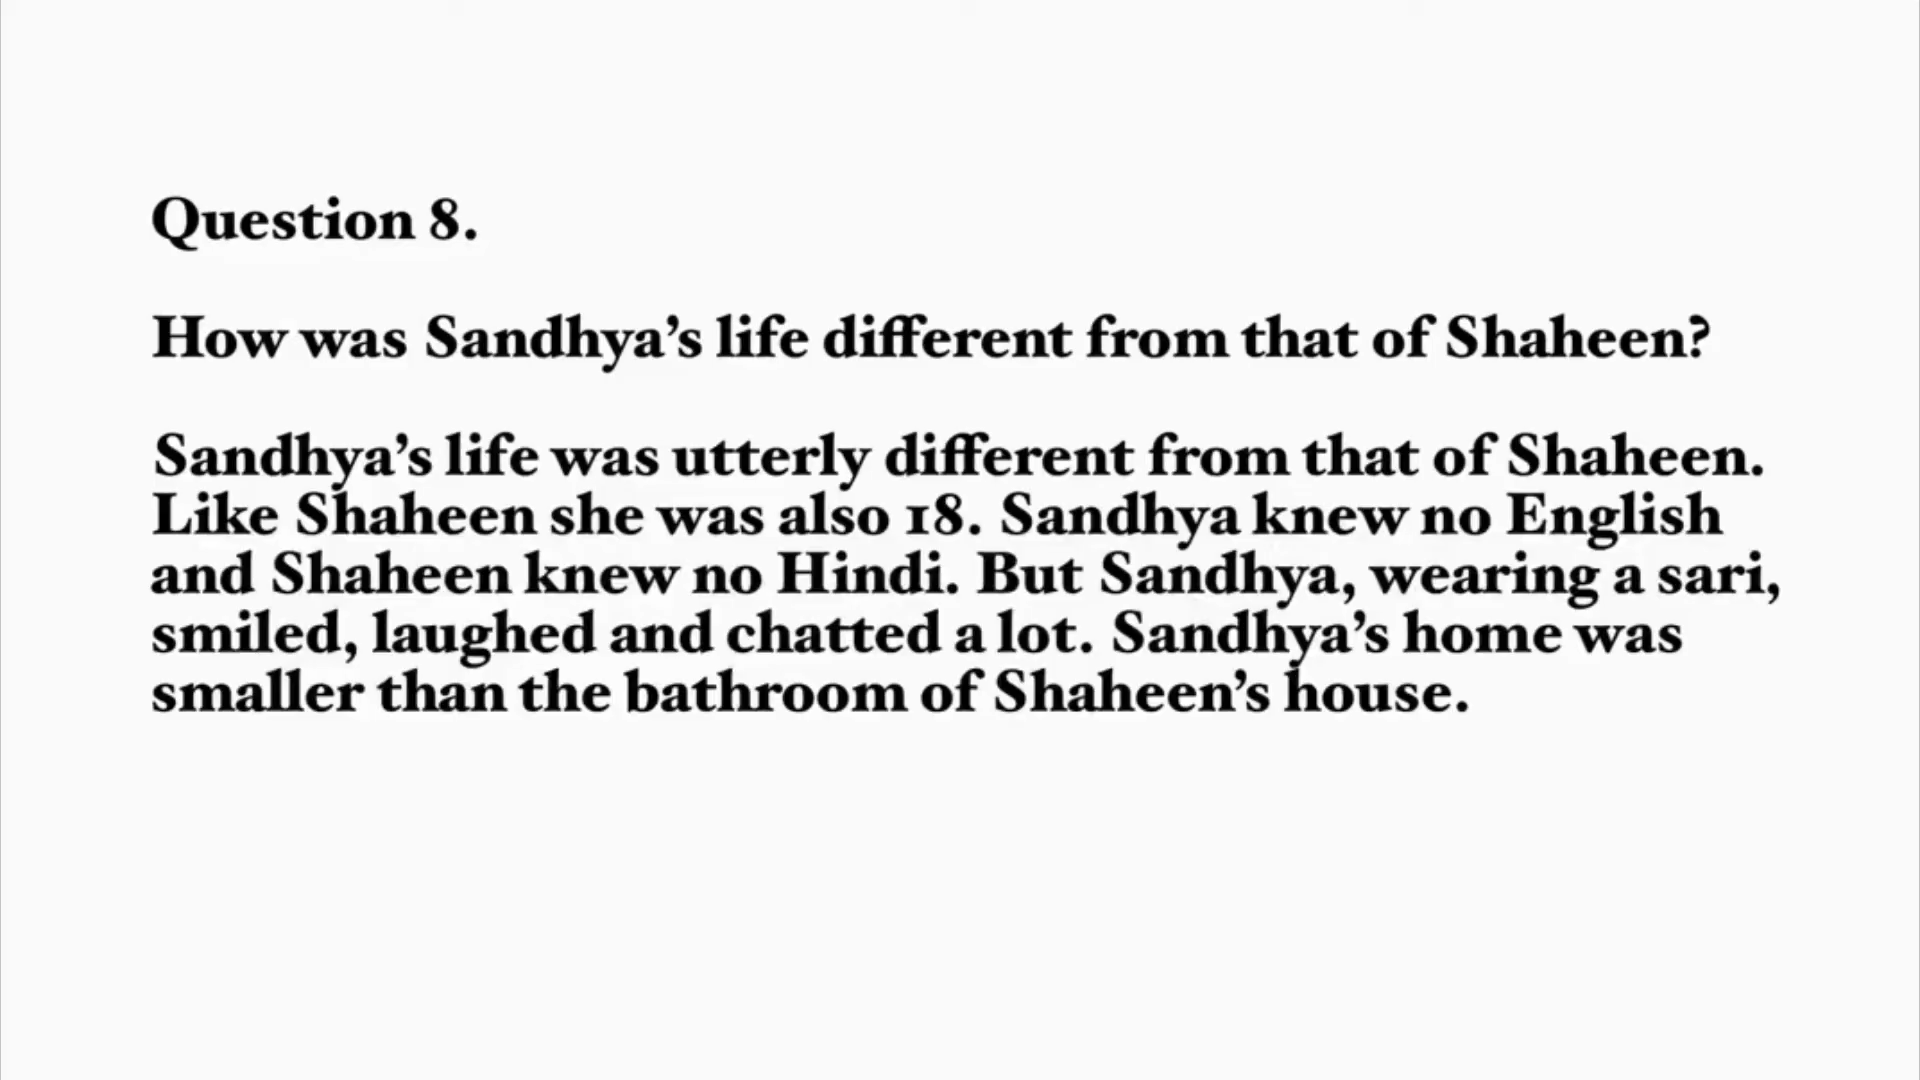 Question 8.
How was Sandhya’s life different from that of Shaheen?
Sandhya’s life was utterly different from that of Shaheen.
Like Shaheen she was also 18. Sandhya knew no English
and Shaheen knew no Hindi. But Sandhya, wearing a sari,
smiled, laughed and chatted a lot. Sandhya’s home was
smaller than the bathroom of Shaheen’s house.